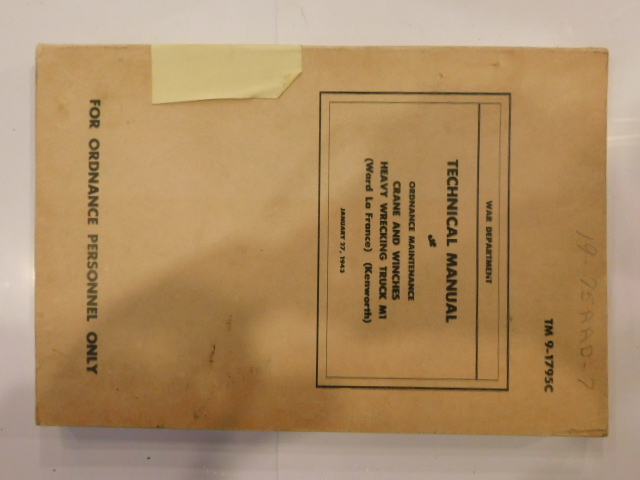 TM 9-1795C
WAR DEPARTMENT
TECHNICAL MANUAL
ORDNANCE MAINTENANCE
CRANE AND WINCHES
HEAVY WRECKING TRUCK M1
(Ward La France) (Kenworth)
JANUARY 27, 1943
FOR ORDNANCE PERSONNEL ONLY